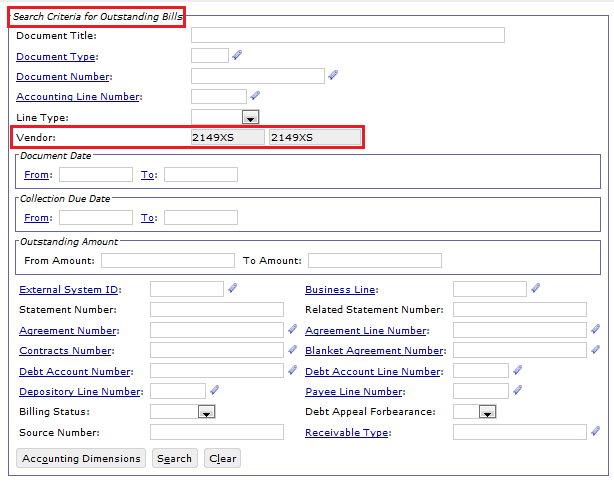 Search Criteria for Outstanding Bills
Document Title:
Document Type:
Document Number:
Accounting Line Number:
Line Type:
Vendor: 2149XS 2149XS
Document Date
From: To:
Collection Due Date
From: To:
Outstanding Amount
From Amount: To Amount:
External System ID: Business Line:
Statement Number: Related Statement Number:
Agreement Number: Agreement Line Number:
Contracts Number: Blanket Agreement Number:
Debt Account Number: Debt Account Line Number:
Depository Line Number: Payee Line Number:
Billing Status: Debt Appeal Forbearance:
Source Number: Receivable Type:
Accounting Dimensions Search Clear